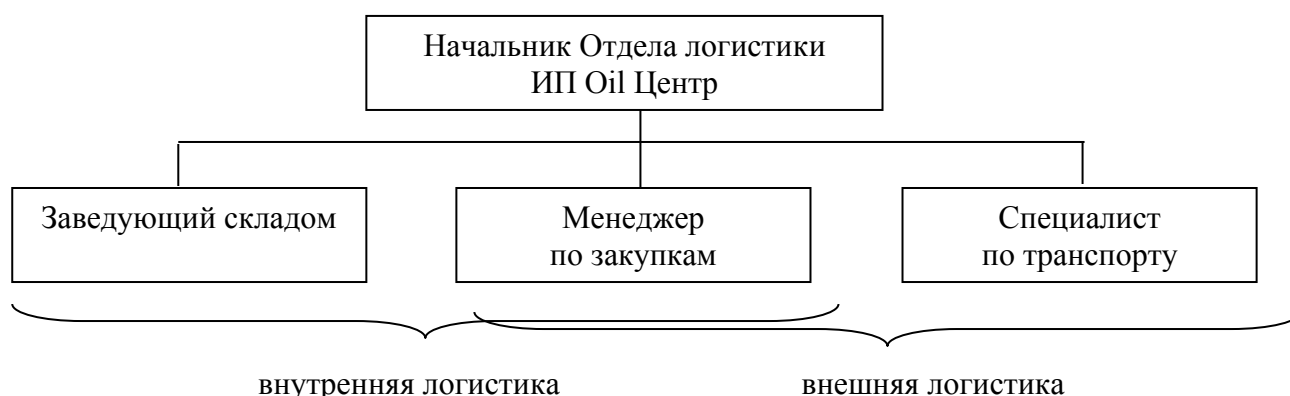 Начальник Отдела логистики
ИП Oil Центр
Заведующий складом
Менеджер
по закупкам
Специалист
по транспорту
внутренняя логистика
внешняя логистика